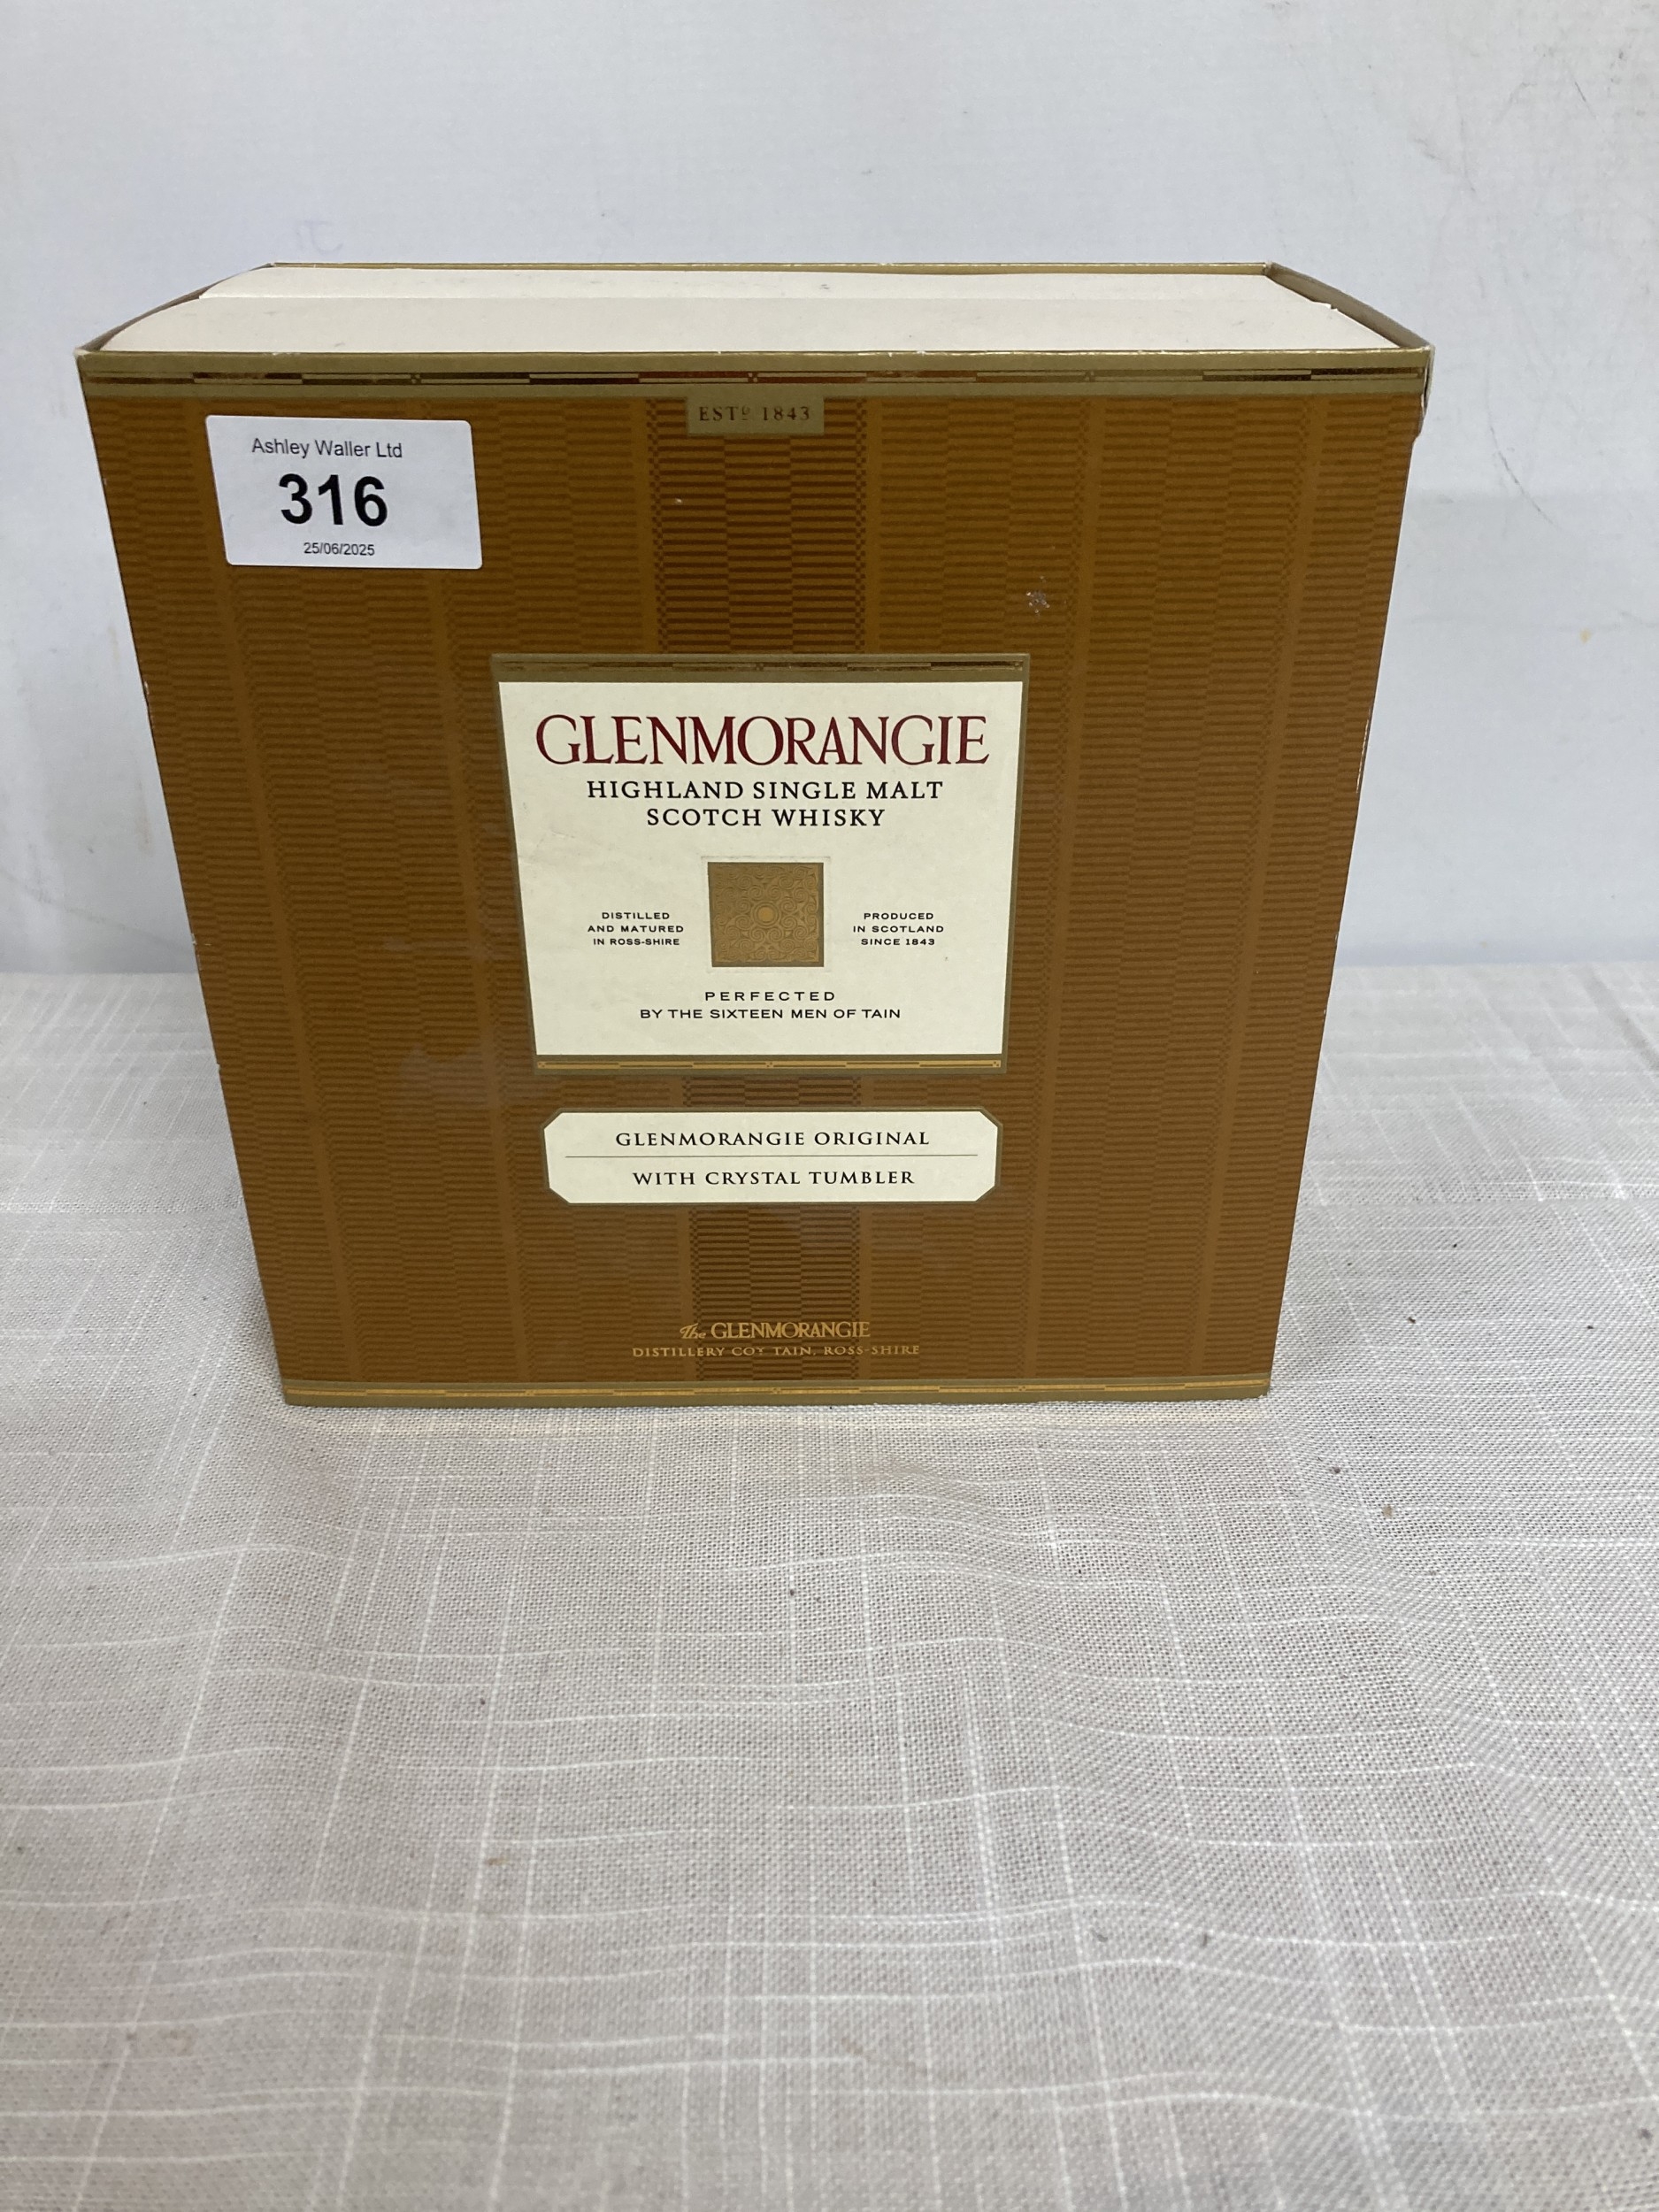 ESTᴰ 1843
Ashley Waller Ltd
316
25/06/2025
GLENMORANGIE
HIGHLAND SINGLE MALT
SCOTCH WHISKY
DISTILLED
AND MATURED
IN ROSS-SHIRE
PRODUCED
IN SCOTLAND
SINCE 1843
PERFECTED
BY THE SIXTEEN MEN OF TAIN
GLENMORANGIE ORIGINAL
WITH CRYSTAL TUMBLER
The GLENMORANGIE
DISTILLERY COY TAIN, ROSS-SHIRE